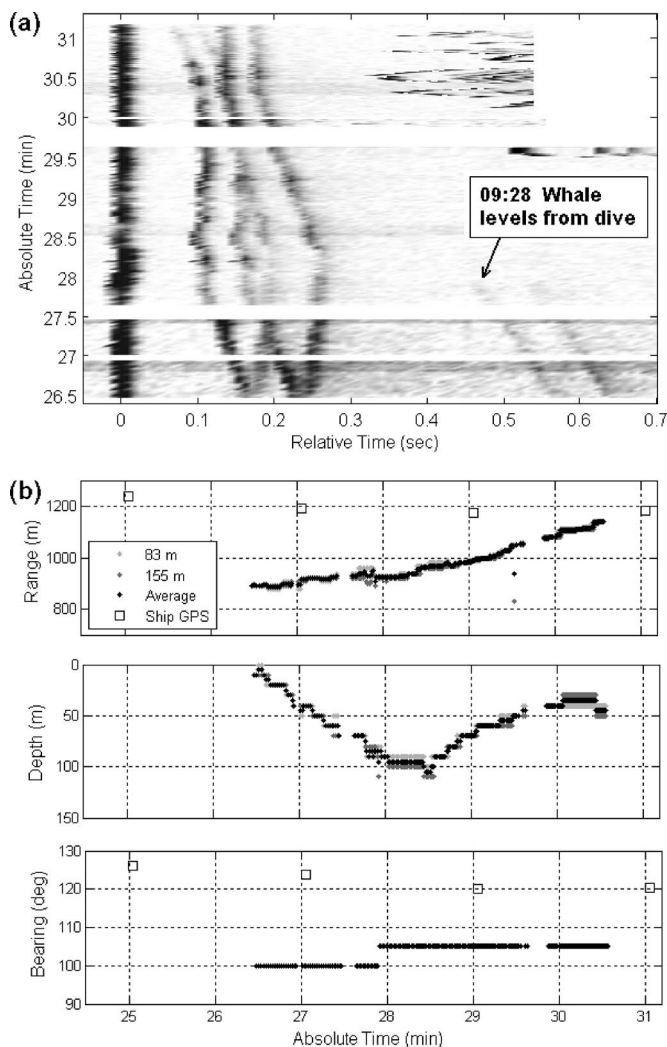 (a)
31
30.5
30
29.5
29
28.5
28
27.5
27
26.5
Absolute Time (min)
09:28 Whale
levels from dive
0
0.1
0.2
0.3
0.4
0.5
0.6
0.7
Relative Time (sec)
(b)
1200
1000
800
Range (m)
83 m
155 m
Average
Ship GPS
0
50
100
150
Depth (m)
130
120
110
100
90
Bearing (deg)
25
26
27
28
29
30
31
Absolute Time (min)